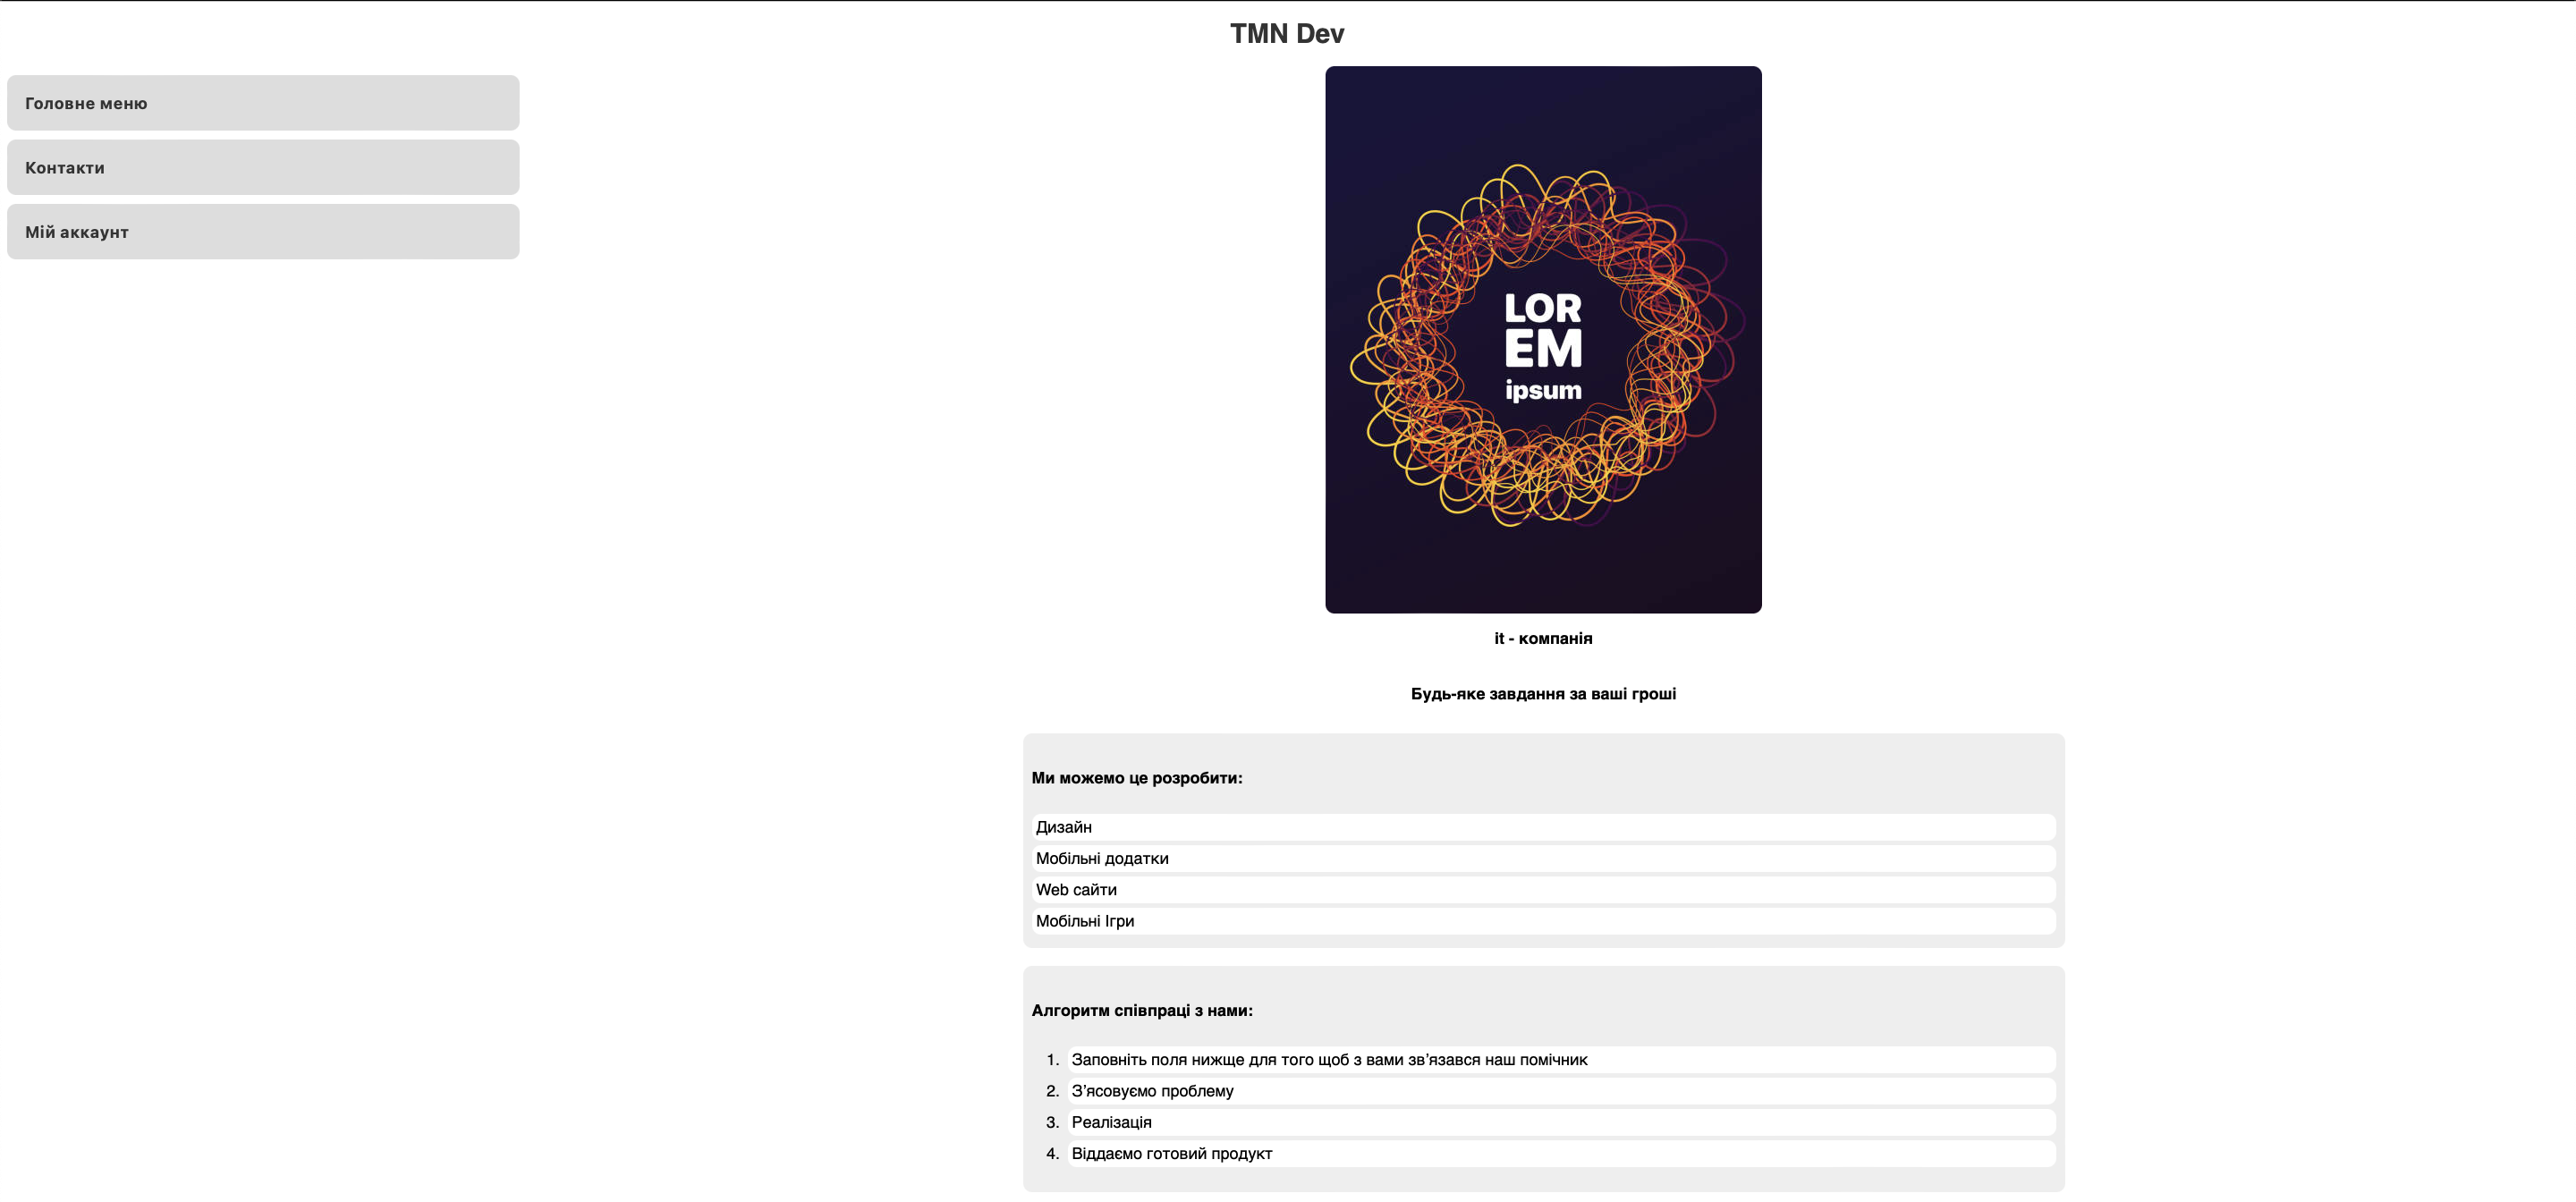 TMN Dev
Головне меню
Контакти
Мій аккаунт
LOR
EM
ipsum
it - компанія
Будь-яке завдання за ваші гроші
Ми можемо це розробити:
Дизайн
Мобільні додатки
Web сайти
Мобільні Ігри
Алгоритм співпраці з нами:
1. Заповніть поля нижще для того щоб з вами зв’язався наш помічник
2. З’ясовуємо проблему
3. Реалізація
4. Віддаємо готовий продукт